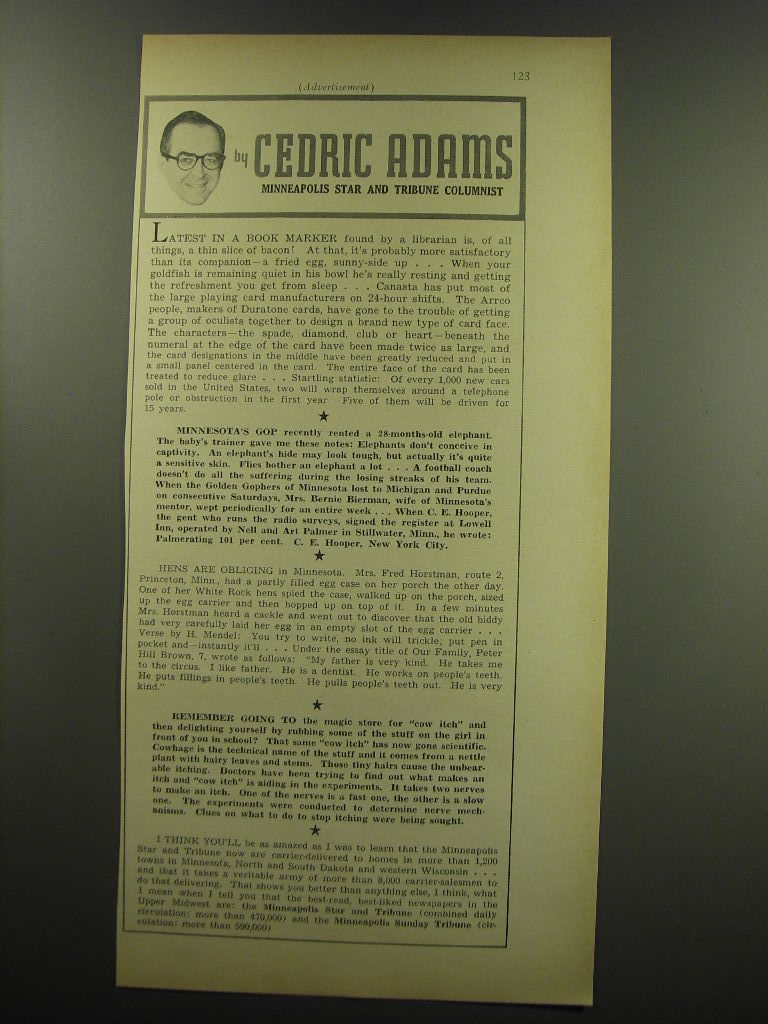 123
(Advertisement)
by CEDRIC ADAMS
MINNEAPOLIS STAR AND TRIBUNE COLUMNIST
LATEST IN A BOOK MARKER found by a librarian is, of all
things, a thin slice of bacon! At that, it's probably more satisfactory
than its companion—a fried egg, sunny-side up . . . When your
goldfish is remaining quiet in his bowl he's really resting and getting
the refreshment you get from sleep . . . Canasta has put most of
the large playing card manufacturers on 24-hour shifts. The Arrco
people, makers of Duratone cards, have gone to the trouble of getting
a group of oculists together to design a brand new type of card face.
The characters—the spade, diamond, club or heart—beneath the
numeral at the edge of the card have been made twice as large, and
the card designations in the middle have been greatly reduced and put in
a small panel centered in the card. The entire face of the card has been
treated to reduce glare . . . Startling statistic: Of every 1,000 new cars
sold in the United States, two will wrap themselves around a telephone
pole or obstruction in the first year. Five of them will be driven for
15 years.
★
MINNESOTA'S GOP recently rented a 28-months-old elephant.
The baby's trainer gave me these notes: Elephants don't conceive in
captivity. An elephant's hide may look tough, but actually it's quite
a sensitive skin. Flies bother an elephant a lot . . . A football coach
doesn't do all the suffering during the losing streaks of his team.
When the Golden Gophers of Minnesota lost to Michigan and Purdue
on consecutive Saturdays, Mrs. Bernie Bierman, wife of Minnesota's
mentor, wept periodically for an entire week . . . When C. E. Hooper,
the gent who runs the radio surveys, signed the register at Lowell
Inn, operated by Nell and Art Palmer in Stillwater, Minn., he wrote:
Palmerating 101 per cent. C. E. Hooper, New York City.
★
HENS ARE OBLIGING in Minnesota. Mrs. Fred Horstman, route 2,
Princeton, Minn., had a partly filled egg case on her porch the other day.
One of her White Rock hens spied the case, walked up on the porch, sized
up the egg carrier and then hopped up on top of it. In a few minutes
Mrs. Horstman heard a cackle and went out to discover that the old biddy
had very carefully laid her egg in an empty slot of the egg carrier . . .
Verse by H. Mendel: You try to write, no ink will trickle; put pen in
pocket and—instantly it'll . . . Under the essay title of Our Family, Peter
Hill Brown, 7, wrote as follows: "My father is very kind. He takes me
to the circus. I like father. He is a dentist. He works on people's teeth.
He puts fillings in people's teeth. He pulls people's teeth out. He is very
kind."
★
REMEMBER GOING TO the magic store for "cow itch" and
then delighting yourself by rubbing some of the stuff on the girl in
front of you in school? That same "cow itch" has now gone scientific.
Cowhage is the technical name of the stuff and it comes from a nettle
plant with hairy leaves and stems. Those tiny hairs cause the unbear-
able itching. Doctors have been trying to find out what makes an
itch and "cow itch" is aiding in the experiments. It takes two nerves
to make an itch. One of the nerves is a fast one, the other is a slow
one. The experiments were conducted to determine nerve mech-
anisms. Clues on what to do to stop itching were being sought.
★
I THINK YOU'LL be as amazed as I was to learn that the Minneapolis
Star and Tribune now are carrier-delivered to homes in more than 1,200
towns in Minnesota, North and South Dakota and western Wisconsin . . .
and that it takes a veritable army of more than 8,000 carrier-salesmen to
do that delivering. That shows you better than anything else, I think, what
I mean when I tell you that the best-read, best-liked newspapers in the
Upper Midwest are: the Minneapolis Star and Tribune (combined daily
circulation: more than 470,000) and the Minneapolis Sunday Tribune (cir-
culation: more than 590,000)